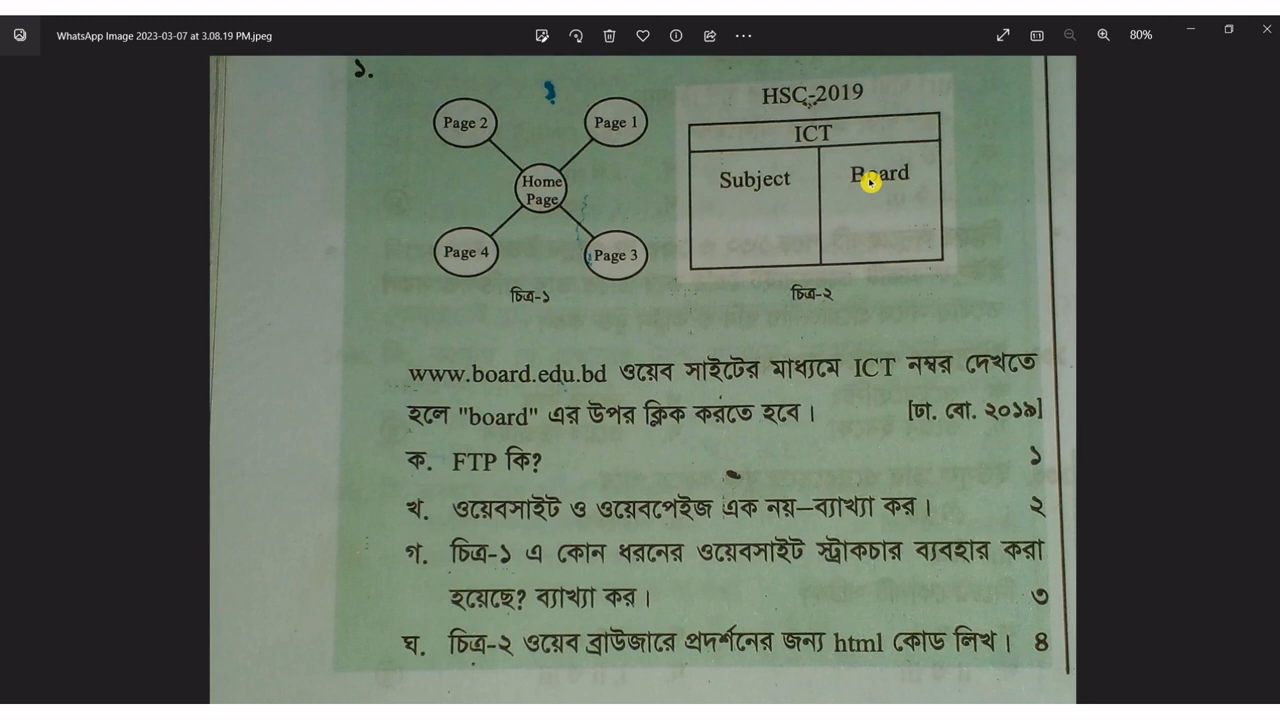 WhatsApp Image 2023-03-07 at 3.08.19 PM.jpeg
80%
১.
Page 2
Page 1
Home
Page
Page 4
Page 3
চিত্র-১
HSC-2019
ICT
Subject
Board
চিত্র-২
www.board.edu.bd ওয়েব সাইটের মাধ্যমে ICT নম্বর দেখতে
হলে "board" এর উপর ক্লিক করতে হবে। [ঢা. বো. ২০১৯]
ক. FTP কি? ১
খ. ওয়েবসাইট ও ওয়েবপেইজ এক নয়—ব্যাখ্যা কর। ২
গ. চিত্র-১ এ কোন ধরনের ওয়েবসাইট স্ট্রাকচার ব্যবহার করা
হয়েছে? ব্যাখ্যা কর। ৩
ঘ. চিত্র-২ ওয়েব ব্রাউজারে প্রদর্শনের জন্য html কোড লিখ। ৪